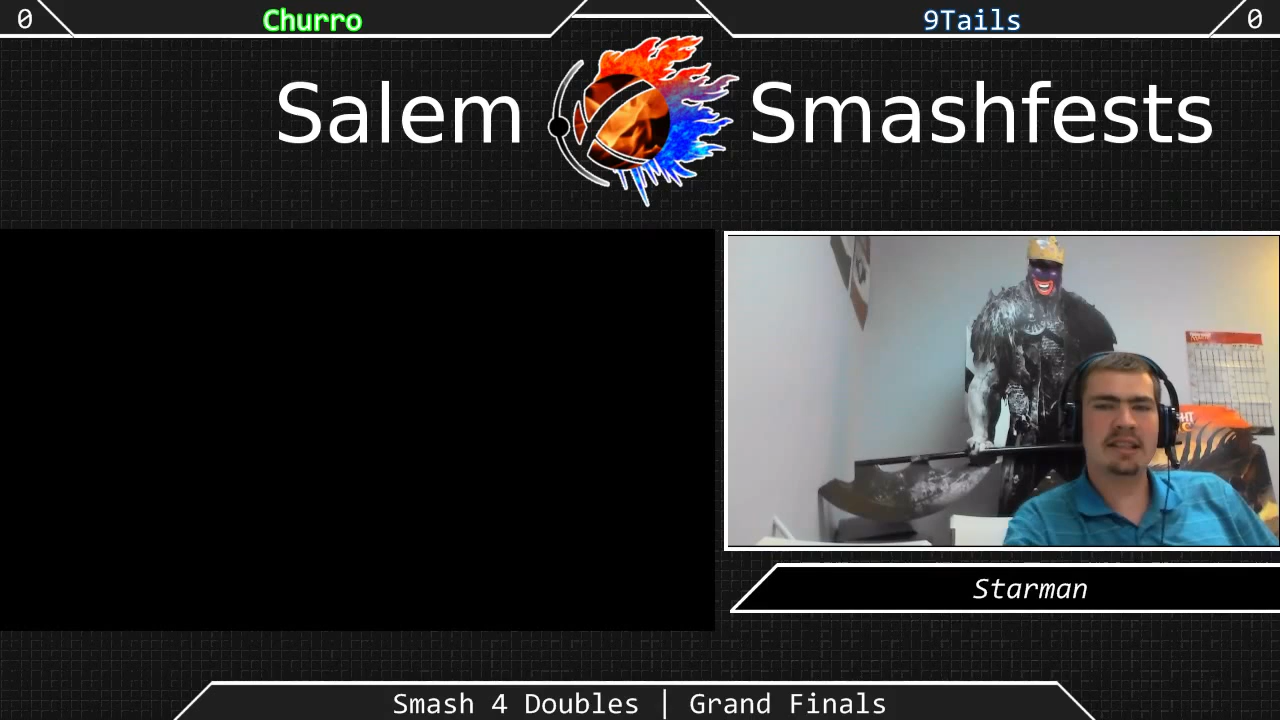 0 Churro 9Tails 0
Salem Smashfests
Starman
Smash 4 Doubles | Grand Finals